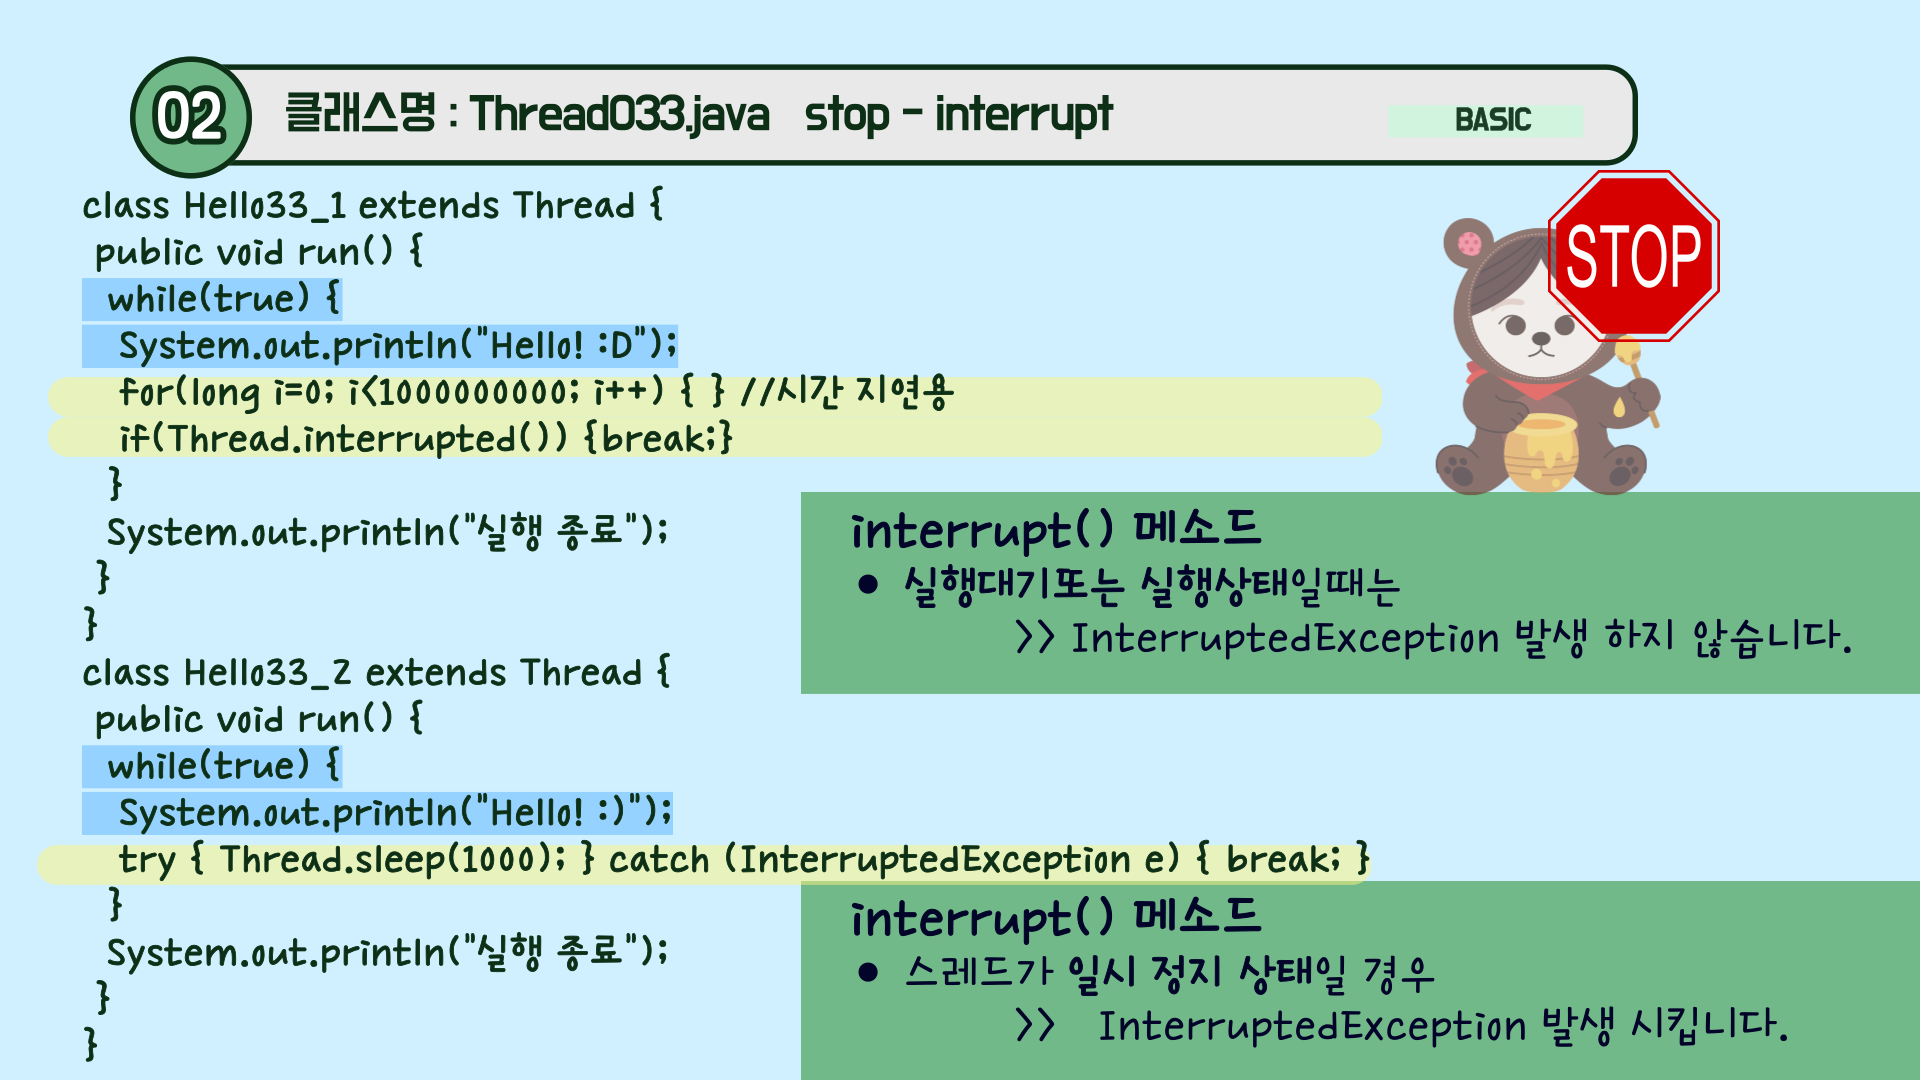 02
클래스명 : Thread033.java   stop - interrupt
BASIC
STOP
class Hello33_1 extends Thread {
 public void run() {
  while(true) {
   System.out.println("Hello! :D");
   for(long i=0; i<1000000000; i++) { } //시간 지연용
   if(Thread.interrupted()) {break;}
  }
  System.out.println("실행 종료");
 }
}
interrupt() 메소드
● 실행대기또는 실행상태일때는
>> InterruptedException 발생 하지 않습니다.
class Hello33_2 extends Thread {
 public void run() {
  while(true) {
   System.out.println("Hello! :)");
   try { Thread.sleep(1000); } catch (InterruptedException e) { break; }
  }
  System.out.println("실행 종료");
 }
}
interrupt() 메소드
● 스레드가 일시 정지 상태일 경우
>>   InterruptedException 발생 시킵니다.